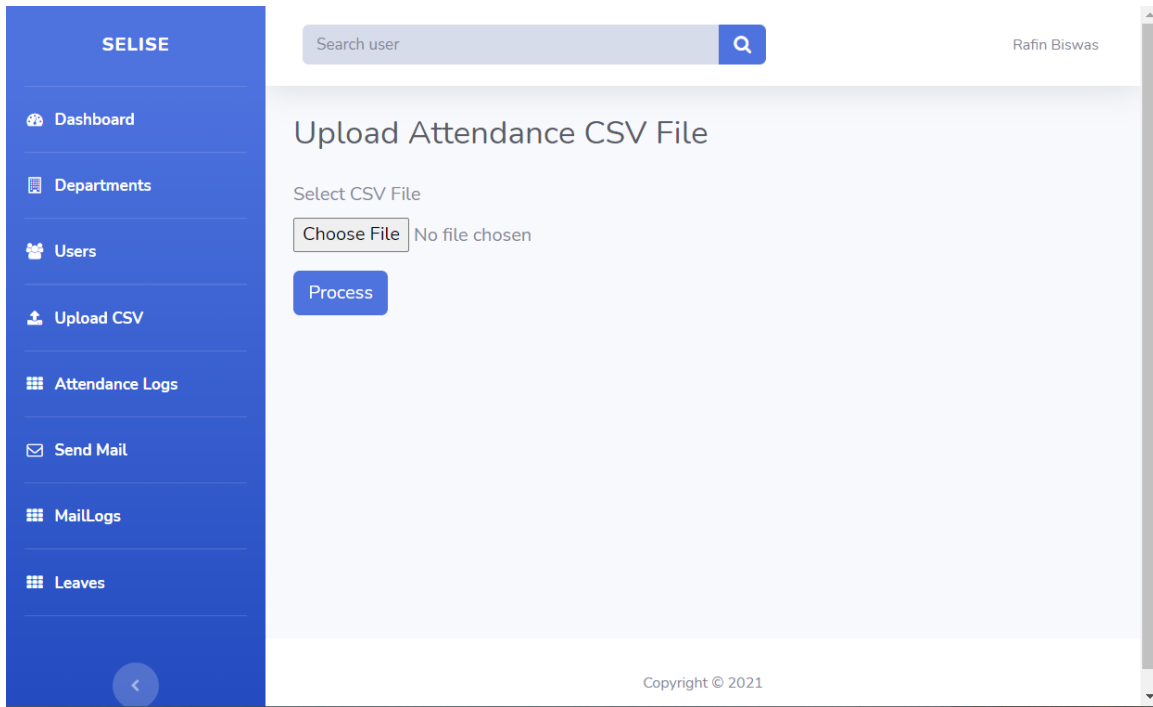 SELISE
Dashboard
Departments
Users
Upload CSV
Attendance Logs
Send Mail
MailLogs
Leaves
Search user
Rafin Biswas
Upload Attendance CSV File
Select CSV File
Choose File No file chosen
Process
Copyright © 2021